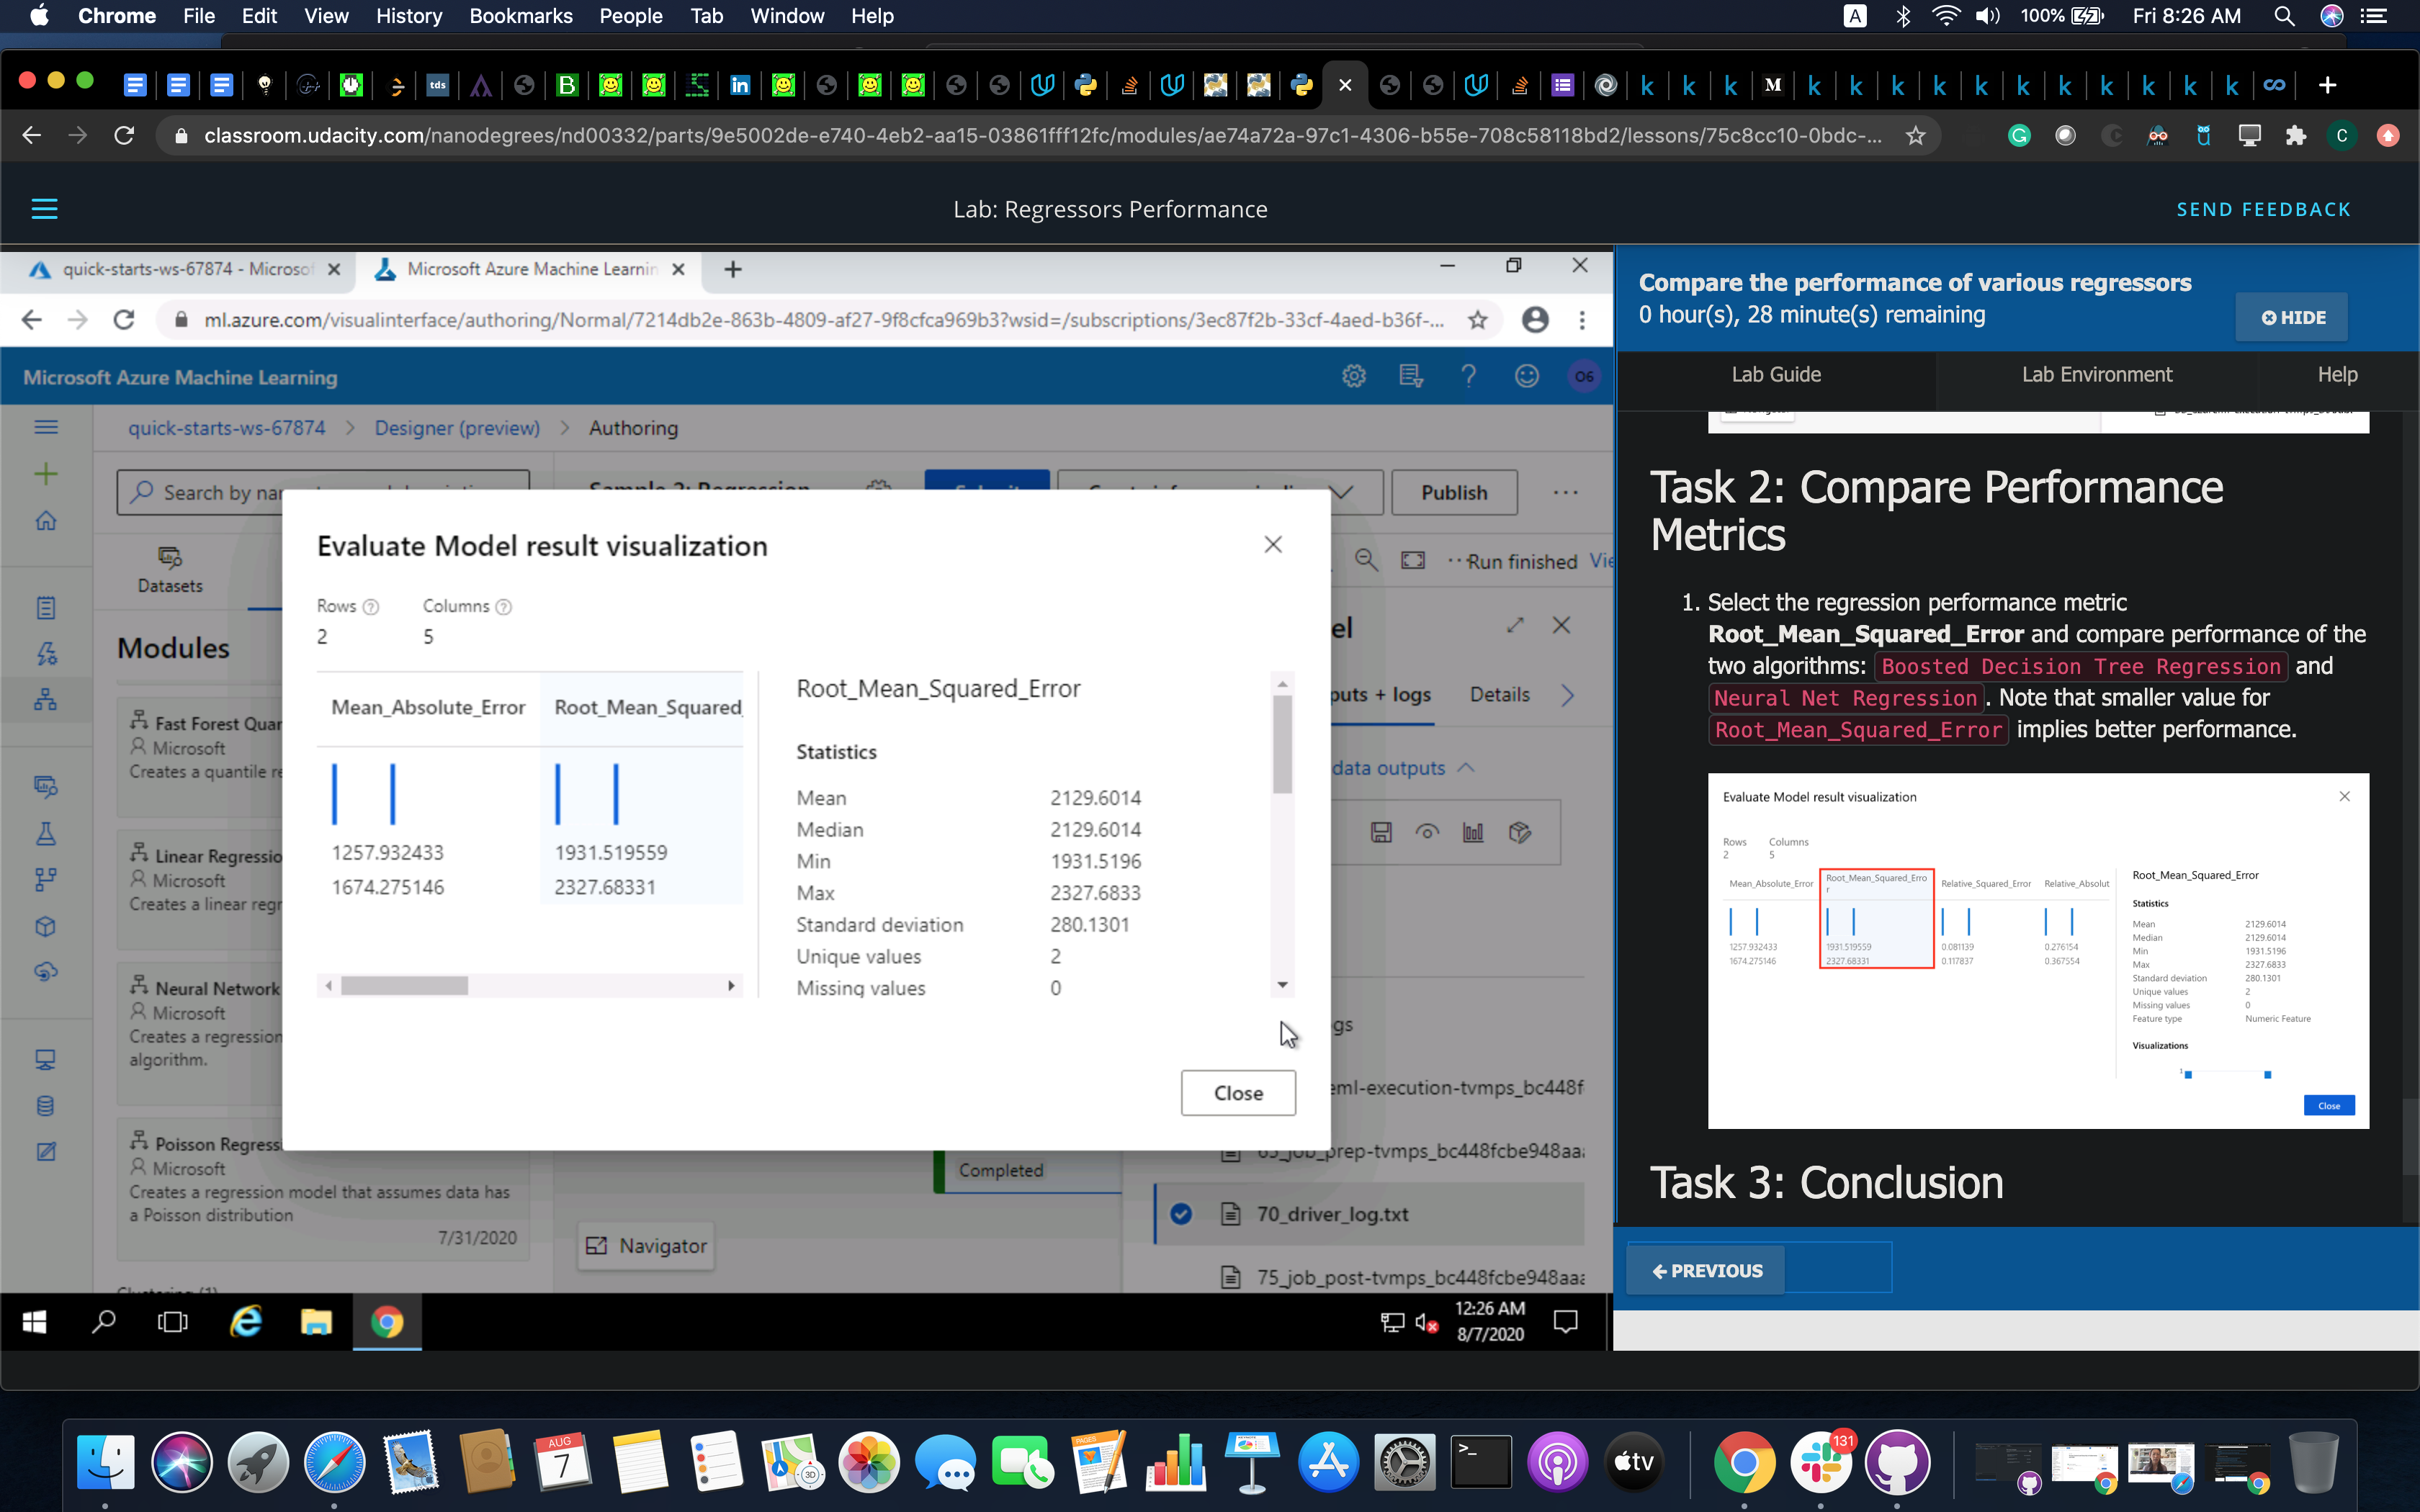 Chrome File Edit View History Bookmarks People Tab Window Help
A 100% Fri 8:26 AM
classroom.udacity.com/nanodegrees/nd00332/parts/9e5002de-e740-4eb2-aa15-03861fff12fc/modules/ae74a72a-97c1-4306-b55e-708c58118bd2/lessons/75c8cc10-0bdc-...
Lab: Regressors Performance
SEND FEEDBACK
quick-starts-ws-67874 - Microsof
Microsoft Azure Machine Learnin
ml.azure.com/visualinterface/authoring/Normal/7214db2e-863b-4809-af27-9f8cfca969b3?wsid=/subscriptions/3ec87f2b-33cf-4aed-b36f-...
Microsoft Azure Machine Learning
06
quick-starts-ws-67874 > Designer (preview) > Authoring
Search by
Sample 2: Regression
Publish
Datasets
Run finished
Modules
Fast Forest Quan
Microsoft
Creates a quantile re
Linear Regressio
Microsoft
Creates a linear regr
Neural Network
Microsoft
Creates a regression
algorithm.
Poisson Regress
Microsoft
Creates a regression model that assumes data has
a Poisson distribution
7/31/2020
Evaluate Model result visualization
Rows Columns
2 5
Mean_Absolute_Error Root_Mean_Squared_
1257.932433 1931.519559
1674.275146 2327.68331
Root_Mean_Squared_Error
Statistics
Mean 2129.6014
Median 2129.6014
Min 1931.5196
Max 2327.6833
Standard deviation 280.1301
Unique values 2
Missing values 0
Close
el
puts + logs Details
data outputs
gs
eml-execution-tvmps_bc448f
65_job_prep-tvmps_bc448fcbe948aaa
70_driver_log.txt
75_job_post-tvmps_bc448fcbe948aaa
Completed
Navigator
12:26 AM
8/7/2020
Compare the performance of various regressors
0 hour(s), 28 minute(s) remaining
HIDE
Lab Guide Lab Environment Help
Task 2: Compare Performance
Metrics
1. Select the regression performance metric
Root_Mean_Squared_Error and compare performance of the
two algorithms: Boosted Decision Tree Regression and
Neural Net Regression. Note that smaller value for
Root_Mean_Squared_Error implies better performance.
Evaluate Model result visualization
Rows Columns
2 5
Mean_Absolute_Error Root_Mean_Squared_Erro
r
Relative_Squared_Error Relative_Absolut
1257.932433 1931.519559 0.081139 0.276154
1674.275146 2327.68331 0.117837 0.367554
Root_Mean_Squared_Error
Statistics
Mean 2129.6014
Median 2129.6014
Min 1931.5196
Max 2327.6833
Standard deviation 280.1301
Unique values 2
Missing values 0
Feature type Numeric Feature
Visualizations
1
Close
Task 3: Conclusion
PREVIOUS
AUG
7
PAGES
3D
tv
131